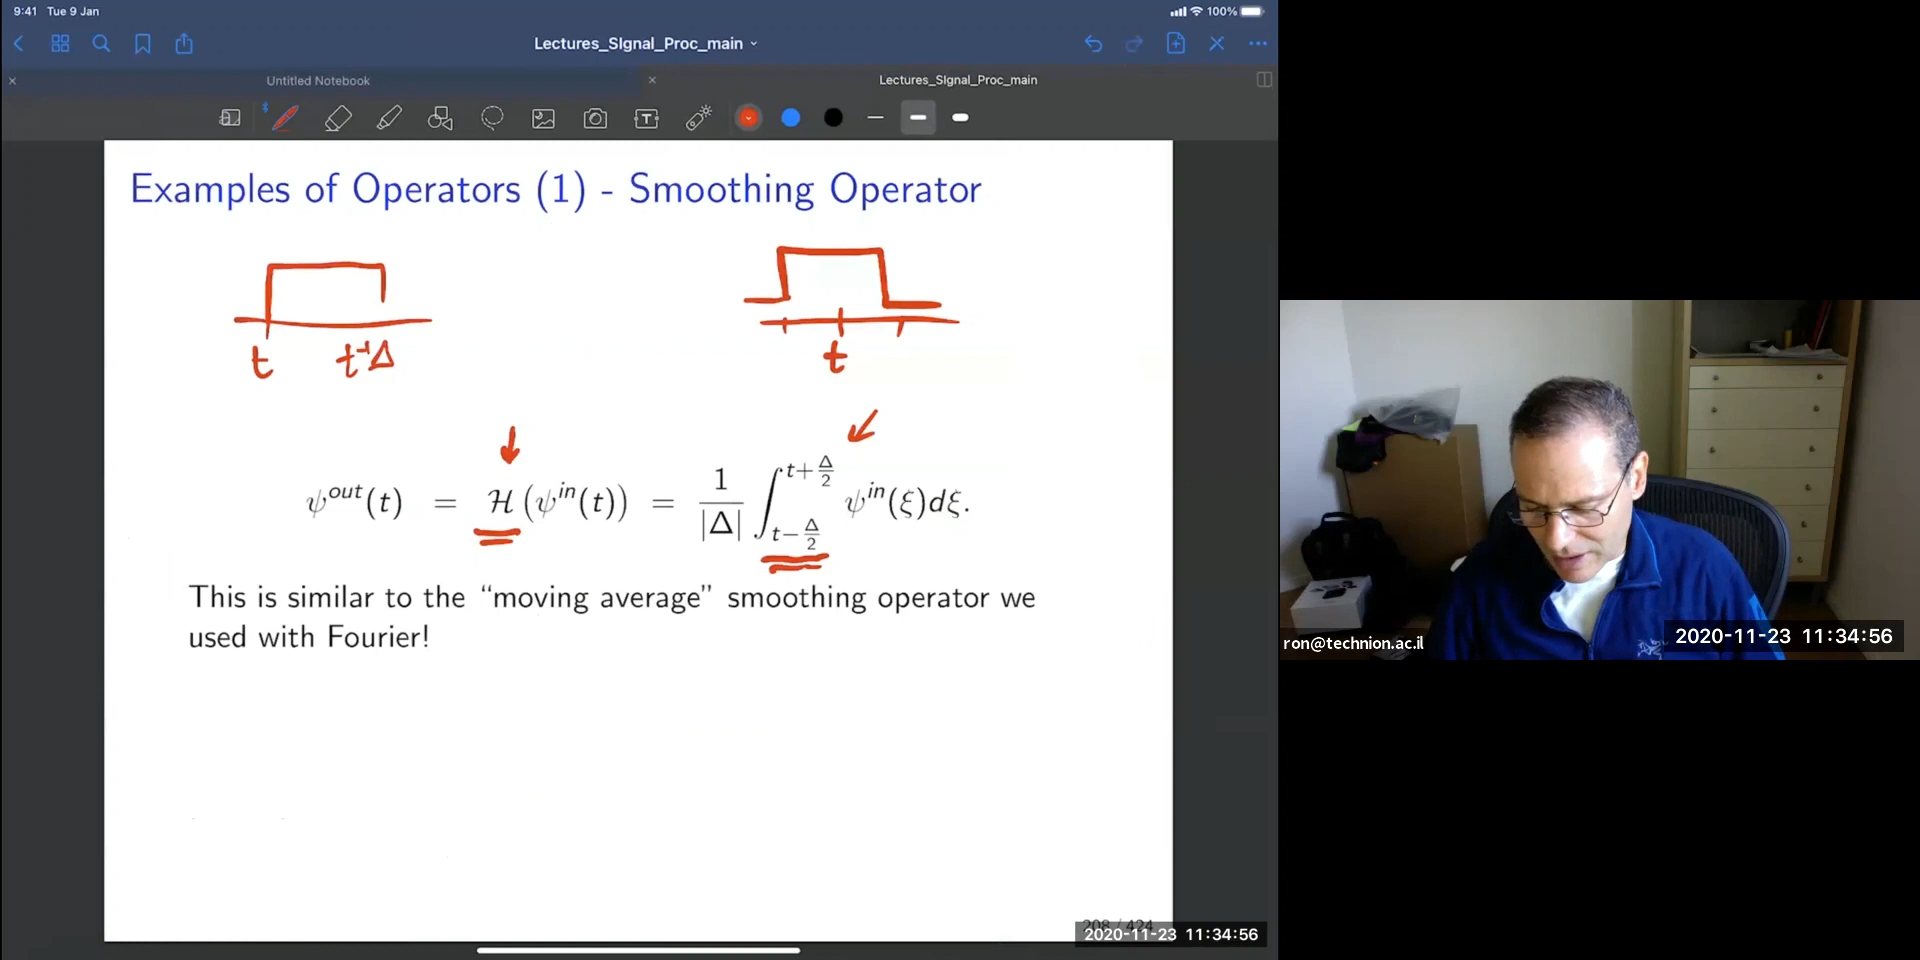 9:41 Tue 9 Jan
100%
Lectures_SIgnal_Proc_main
Untitled Notebook
Lectures_SIgnal_Proc_main
T
Examples of Operators (1) - Smoothing Operator
t t+Δ
t
ψ^out(t) = ℋ(ψ^in(t)) = 1/|Δ| ∫_{t−Δ/2}^{t+Δ/2} ψ^in(ξ)dξ.
This is similar to the “moving average” smoothing operator we
used with Fourier!
208 / 424
2020-11-23 11:34:56
ron@technion.ac.il
2020-11-23 11:34:56